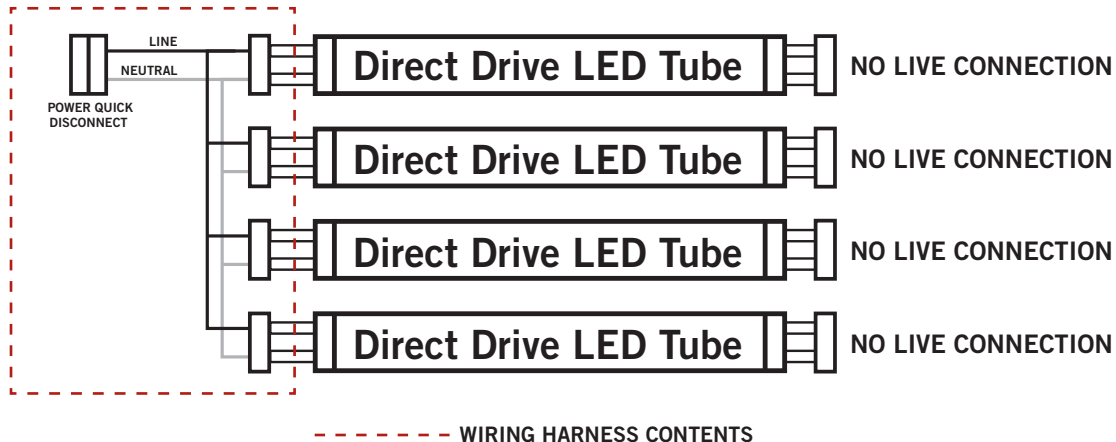 LINE
Direct Drive LED Tube
NO LIVE CONNECTION
NEUTRAL
POWER QUICK
DISCONNECT
Direct Drive LED Tube
NO LIVE CONNECTION
Direct Drive LED Tube
NO LIVE CONNECTION
Direct Drive LED Tube
NO LIVE CONNECTION
WIRING HARNESS CONTENTS